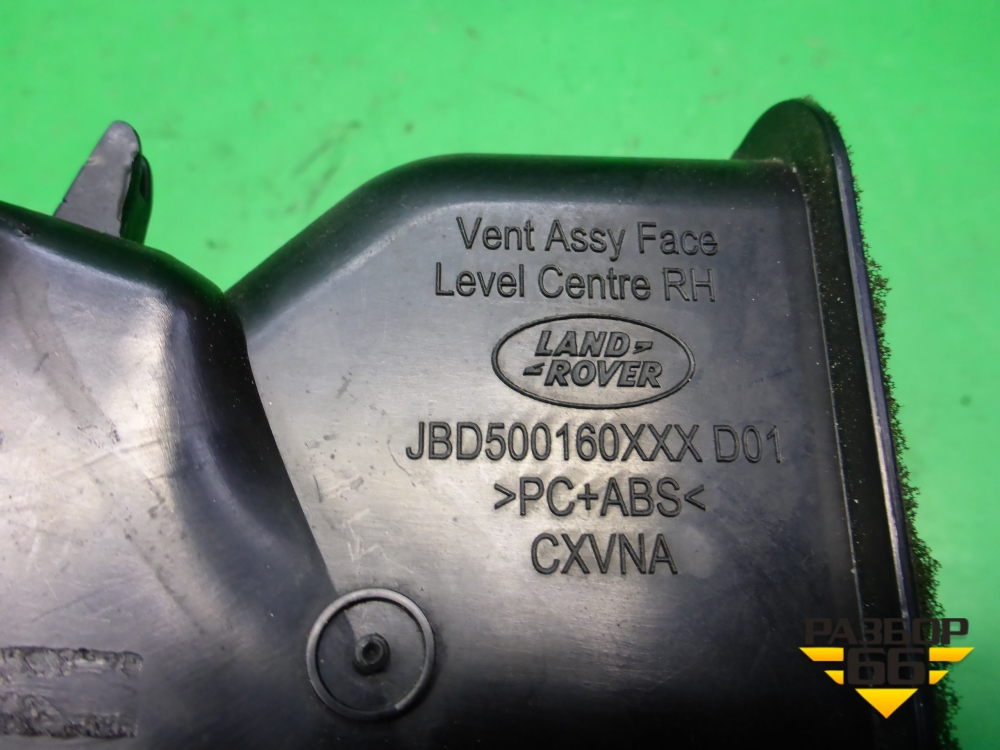 Vent Assy Face
Level Centre RH
LAND
ROVER
JBD500160XXX D01
>PC+ABS<
CXVNA
РАЗБОР
66